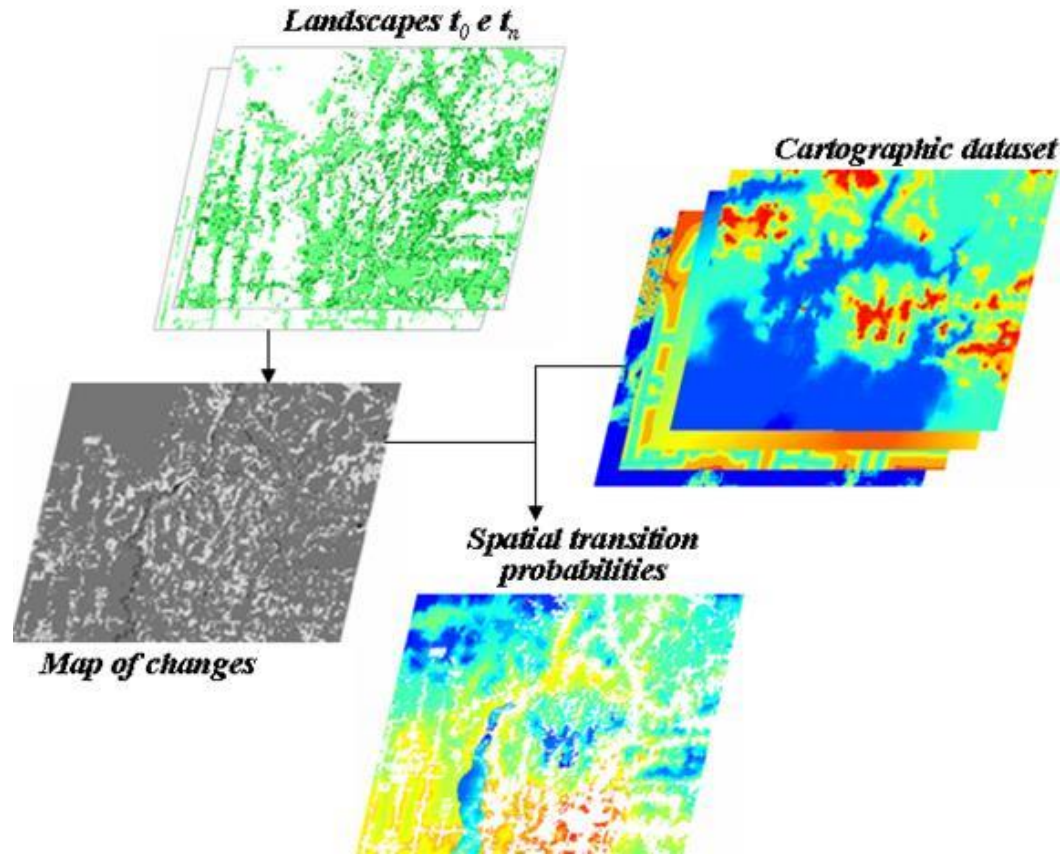 Landscapes t₀ e tₙ
Cartographic dataset
Map of changes
Spatial transition
probabilities